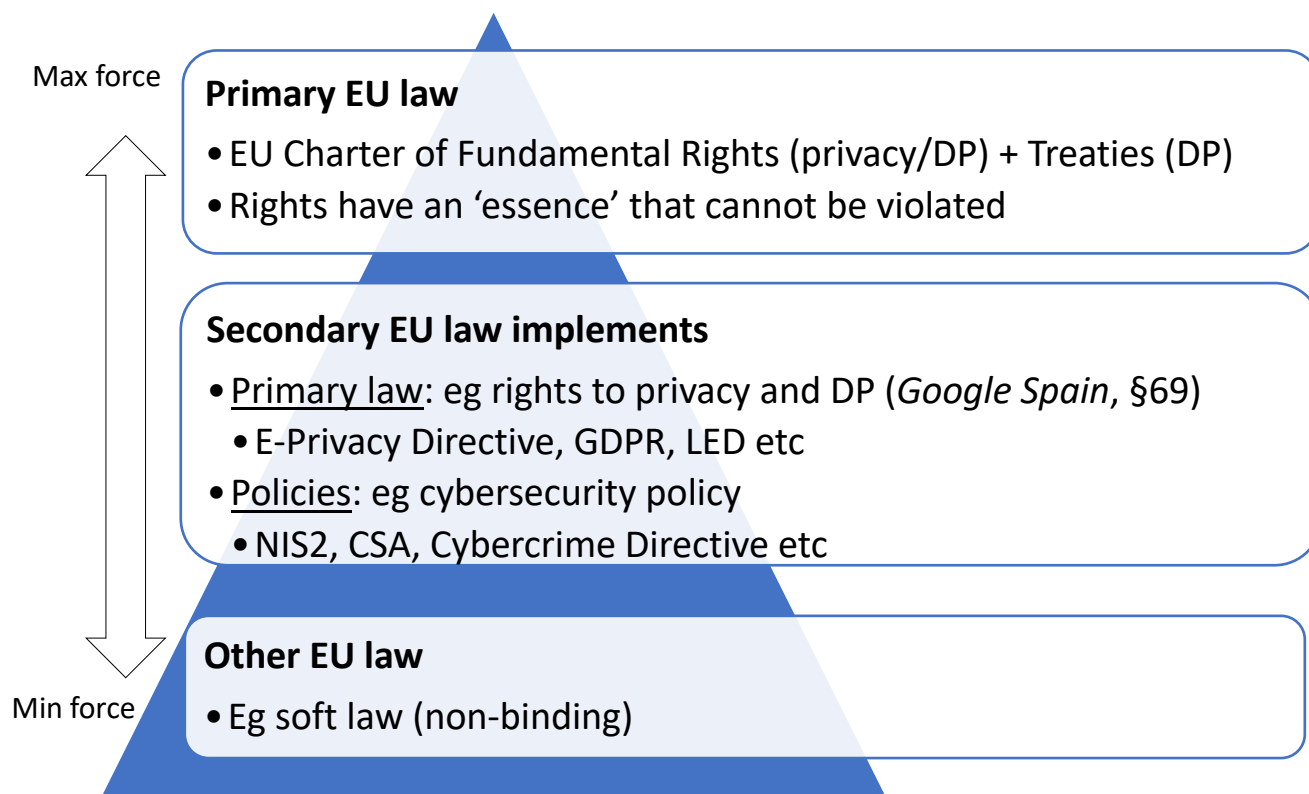 Max force
Primary EU law
•EU Charter of Fundamental Rights (privacy/DP) + Treaties (DP)
•Rights have an ‘essence’ that cannot be violated
Secondary EU law implements
•Primary law: eg rights to privacy and DP (Google Spain, §69)
•E-Privacy Directive, GDPR, LED etc
•Policies: eg cybersecurity policy
•NIS2, CSA, Cybercrime Directive etc
Other EU law
Min force
•Eg soft law (non-binding)